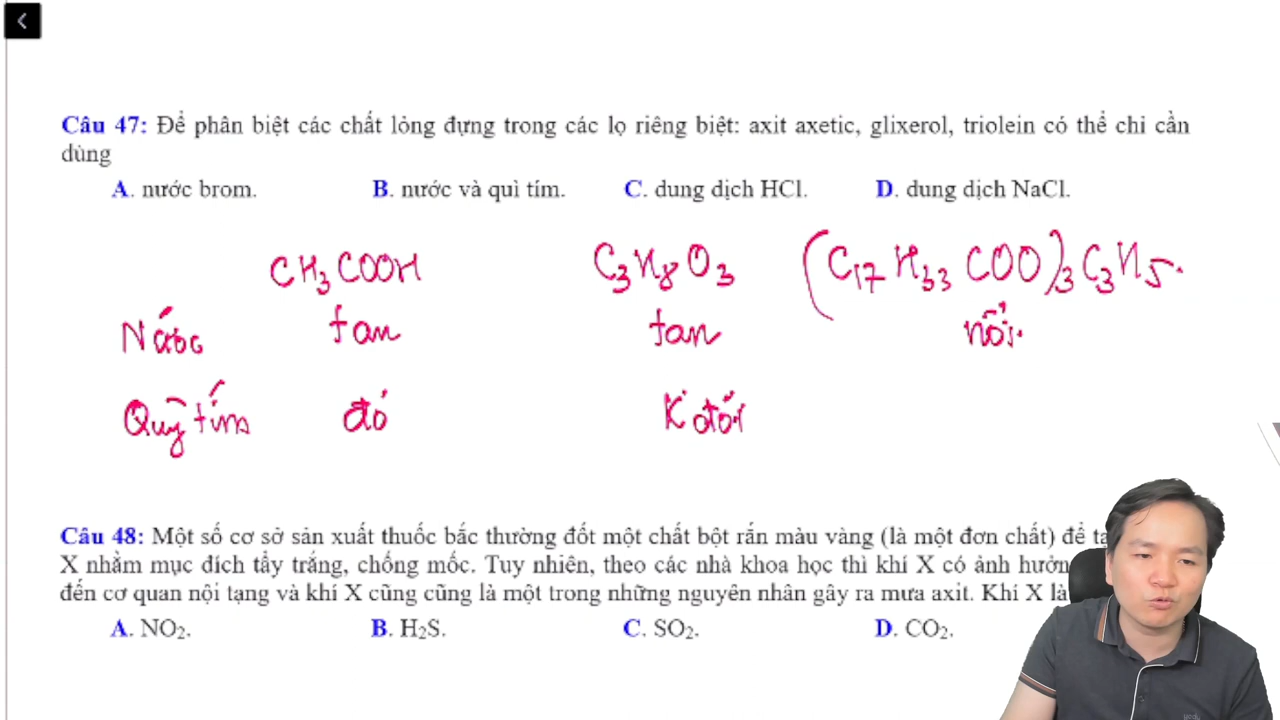 Câu 47: Để phân biệt các chất lỏng đựng trong các lọ riêng biệt: axit axetic, glixerol, triolein có thể chỉ cần
dùng
A. nước brom. B. nước và quì tím. C. dung dịch HCl. D. dung dịch NaCl.
CH₃COOH C₃H₈O₃ (C₁₇H₃₃COO)₃C₃H₅.
Nước tan tan nổi.
Quỳ tím đỏ K đổi
Câu 48: Một số cơ sở sản xuất thuốc bắc thường đốt một chất bột rắn màu vàng (là một đơn chất) để
X nhằm mục đích tẩy trắng, chống mốc. Tuy nhiên, theo các nhà khoa học thì khí X có ảnh
đến cơ quan nội tạng và khí X cũng cũng là một trong những nguyên nhân gây ra mưa axit. Khí X là
A. NO₂. B. H₂S. C. SO₂. D. CO₂.